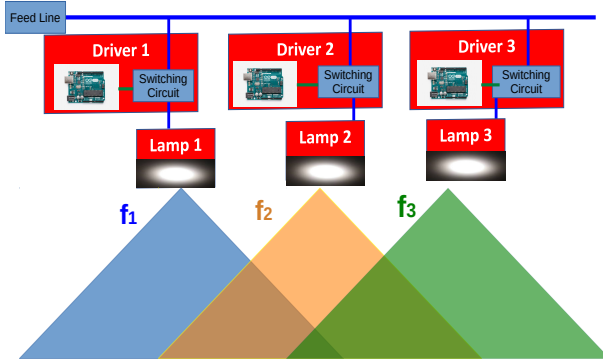 Feed Line
Driver 1
Driver 2
Driver 3
Switching
Circuit
Switching
Circuit
Switching
Circuit
Lamp 1
Lamp 2
Lamp 3
f1
f2
f3